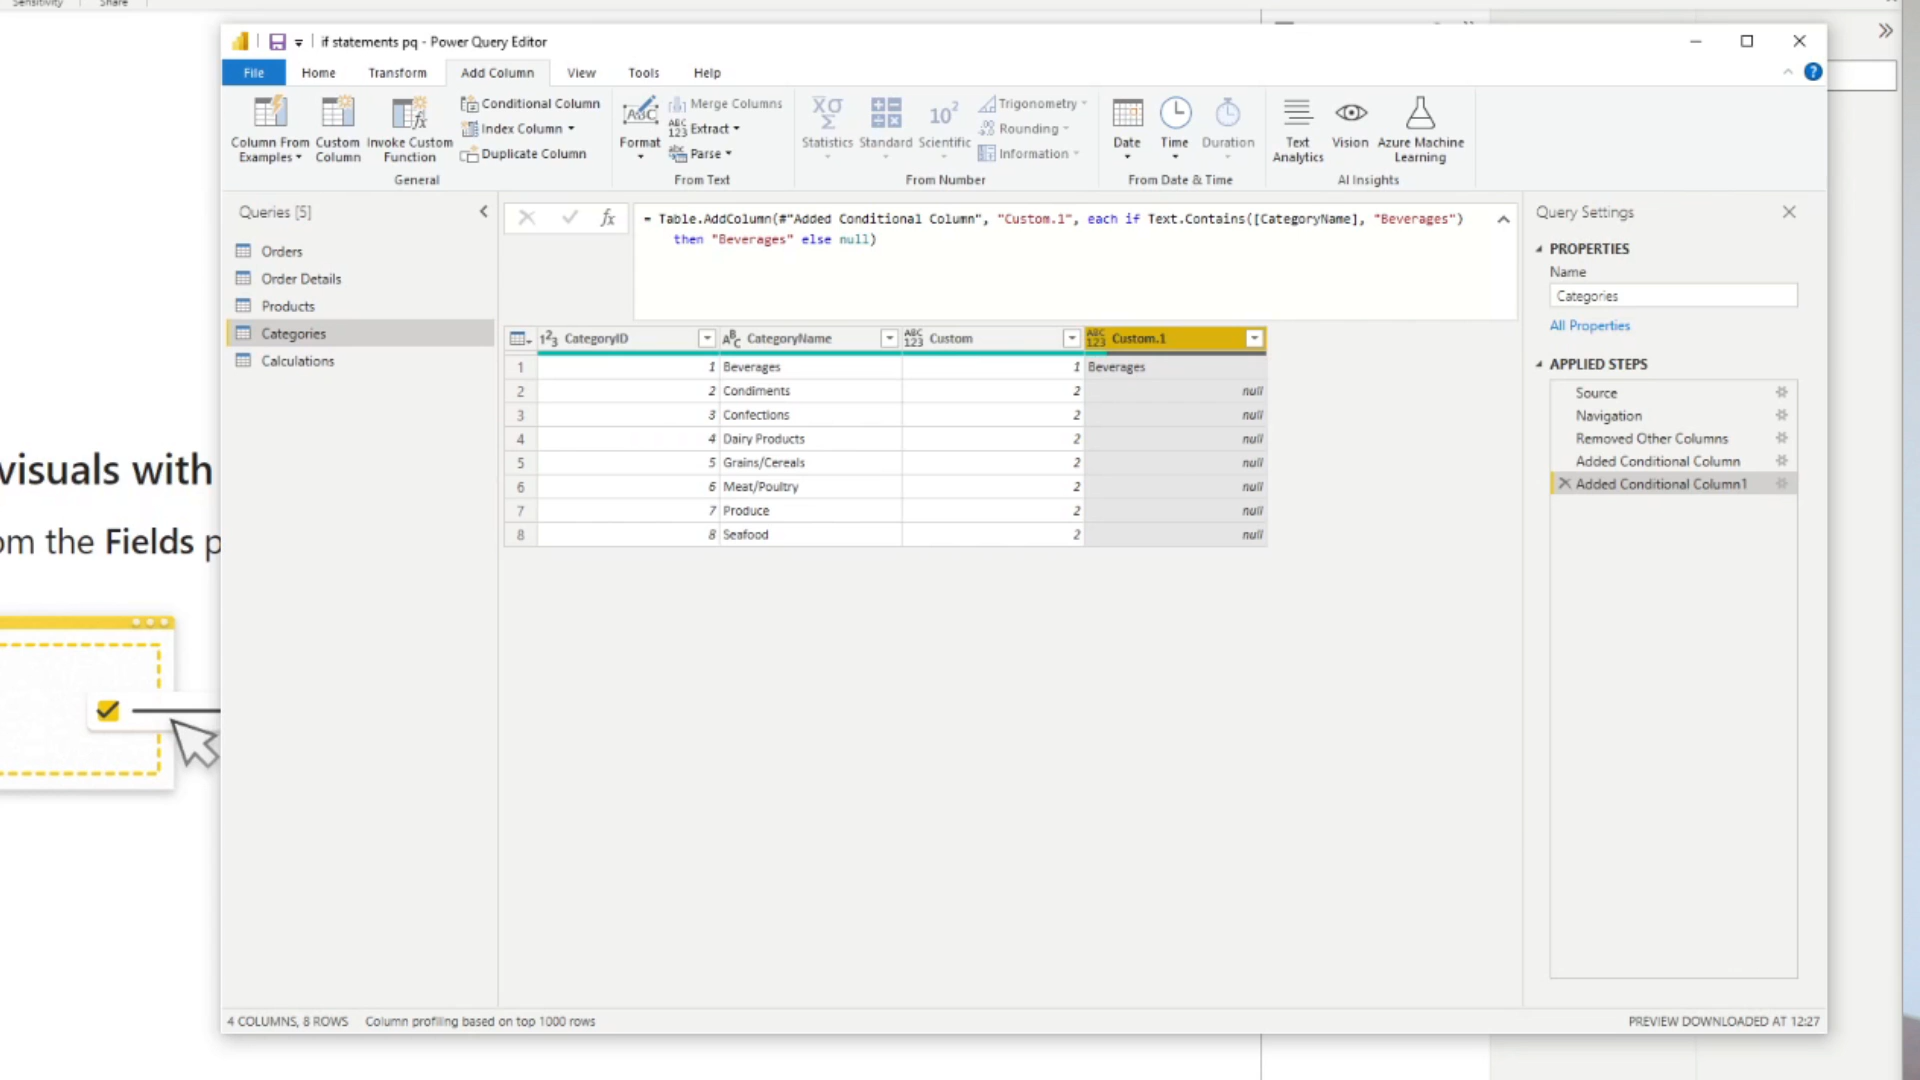 Sensitivity
Share
if statements pq - Power Query Editor
File
Home
Transform
Add Column
View
Tools
Help
Column From
Examples
Custom
Column
Invoke Custom
Function
Conditional Column
Index Column
Duplicate Column
General
Format
Merge Columns
Extract
Parse
From Text
Statistics
Standard
Scientific
Trigonometry
Rounding
Information
From Number
Date
Time
Duration
From Date & Time
Text
Analytics
Vision
Azure Machine
Learning
AI Insights
Queries [5]
Orders
Order Details
Products
Categories
Calculations
= Table.AddColumn(#"Added Conditional Column", "Custom.1", each if Text.Contains([CategoryName], "Beverages")
then "Beverages" else null)
CategoryID CategoryName Custom Custom.1
1 1 Beverages 1 Beverages
2 2 Condiments 2 null
3 3 Confections 2 null
4 4 Dairy Products 2 null
5 5 Grains/Cereals 2 null
6 6 Meat/Poultry 2 null
7 7 Produce 2 null
8 8 Seafood 2 null
Query Settings
PROPERTIES
Name
Categories
All Properties
APPLIED STEPS
Source
Navigation
Removed Other Columns
Added Conditional Column
Added Conditional Column1
visuals with
om the Fields p
4 COLUMNS, 8 ROWS Column profiling based on top 1000 rows
PREVIEW DOWNLOADED AT 12:27